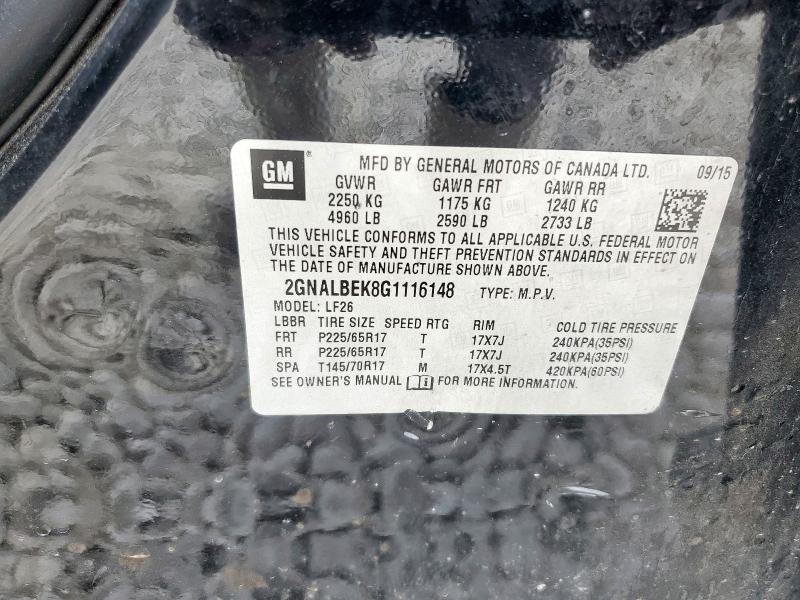 GM ® MFD BY GENERAL MOTORS OF CANADA LTD. 09/15
GVWR GAWR FRT GAWR RR
2250 KG 1175 KG 1240 KG
4960 LB 2590 LB 2733 LB
THIS VEHICLE CONFORMS TO ALL APPLICABLE U.S. FEDERAL MOTOR
VEHICLE SAFETY AND THEFT PREVENTION STANDARDS IN EFFECT ON
THE DATE OF MANUFACTURE SHOWN ABOVE.
2GNALBEK8G1116148 TYPE: M.P.V.
MODEL: LF26
LBBR TIRE SIZE SPEED RTG RIM COLD TIRE PRESSURE
FRT P225/65R17 T 17X7J 240KPA(35PSI)
RR P225/65R17 T 17X7J 240KPA(35PSI)
SPA T145/70R17 M 17X4.5T 420KPA(60PSI)
SEE OWNER'S MANUAL FOR MORE INFORMATION.